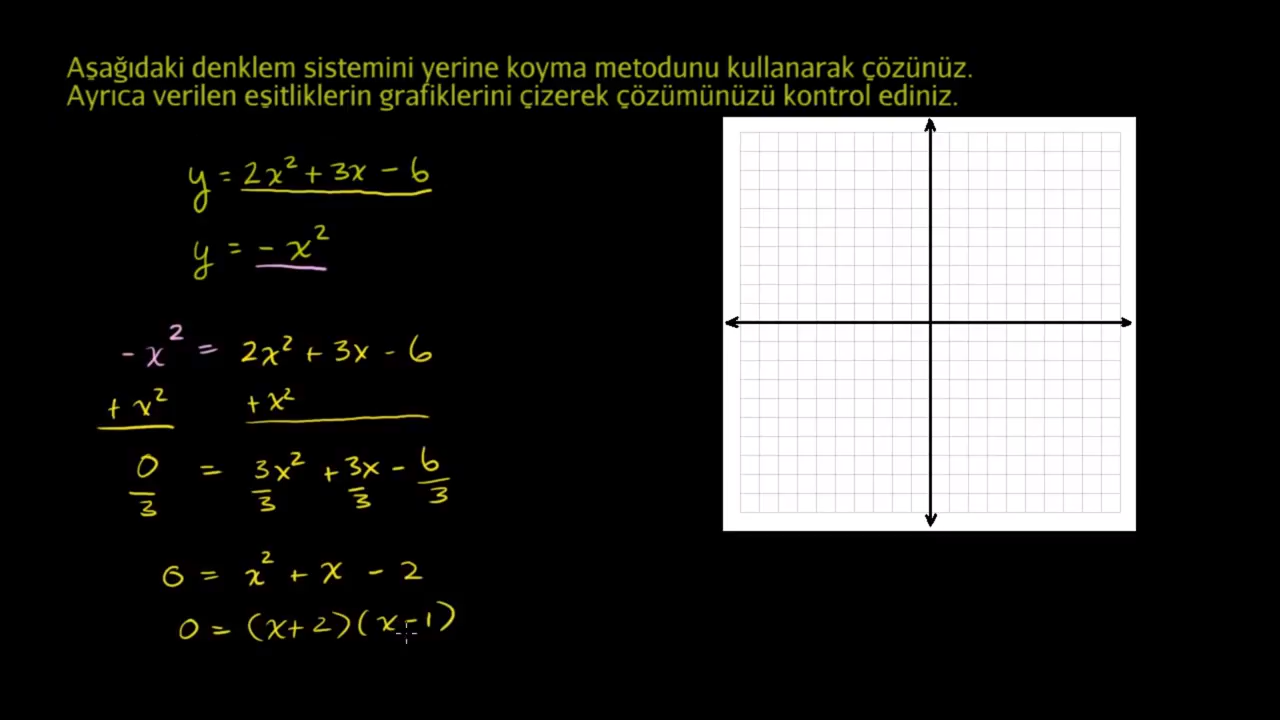 Aşağıdaki denklem sistemini yerine koyma metodunu kullanarak çözünüz.
Ayrıca verilen eşitliklerin grafiklerini çizerek çözümünüzü kontrol ediniz.
y = 2x² + 3x - 6
y = - x²
- x² = 2x² + 3x - 6
+ x² + x²
0/3 = 3x²/3 + 3x/3 - 6/3
0 = x² + x - 2
0 = (x+2)(x-1)